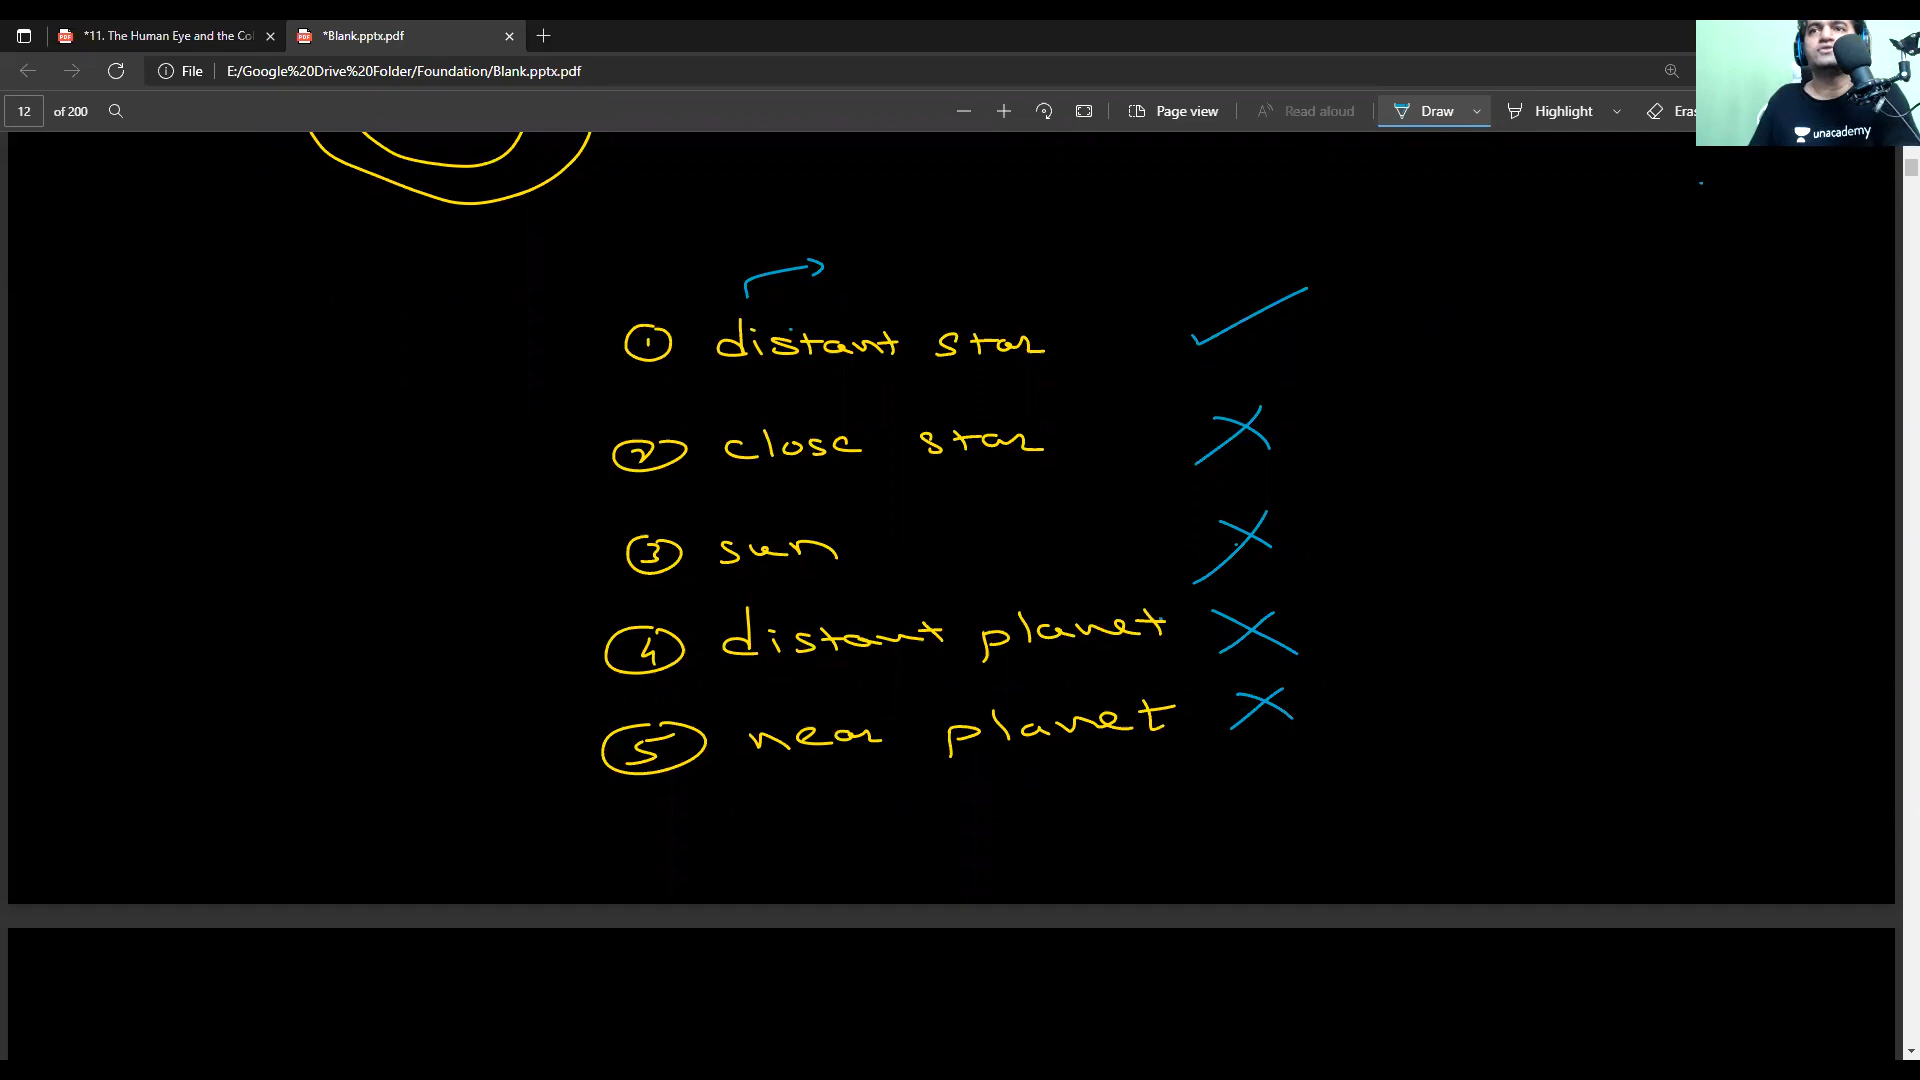 *11. The Human Eye and the Col
*Blank.pptx.pdf
File
E:/Google%20Drive%20Folder/Foundation/Blank.pptx.pdf
12 of 200
Page view
Read aloud
Draw
Highlight
Eras
unacademy
1 distant star
2 close star
3 sun
4 distant planet
5 near planet